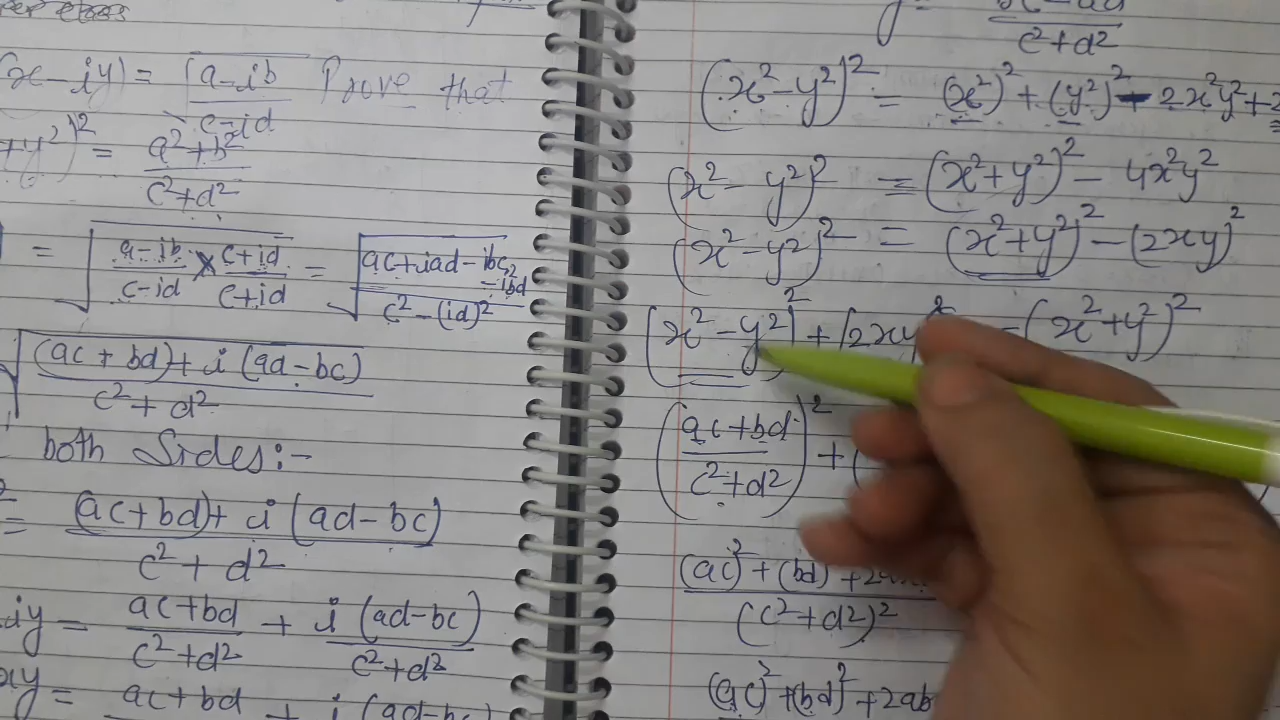 (x - iy) = √(a - ib / c - id) Prove that
+ y²)² = a² + b² / c² + d²
= √(a - ib / c - id × c + id / c + id) = √(ac + iad - ibc - i²bd / c² - (id)²)
√((ac + bd) + i (ad - bc) / c² + d²)
both Sides:-
= (ac + bd) + i (ad - bc) / c² + d²
iy = ac + bd / c² + d² + i (ad - bc) / c² + d²
xy = ac + bd + i (ad - bc)
c² + d²
(x² - y²)² = (x²)² + (y²)² - 2x²y² +
(x² - y²)² = (x² + y²)² - 4x²y²
(x² - y²)² = (x² + y²)² - (2xy)²
(x² - y²)² + (2xy)² = (x² + y²)²
(ac + bd / c² + d²)² +
(ac)² + (bd) + 2 / (c² + d²)²
(ac)² + (bd)² + 2ab